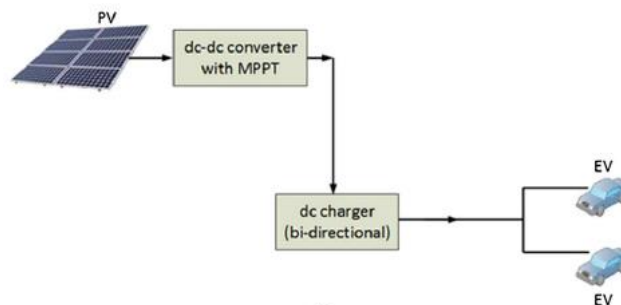 PV
dc-dc converter
with MPPT
dc charger
(bi-directional)
EV
EV